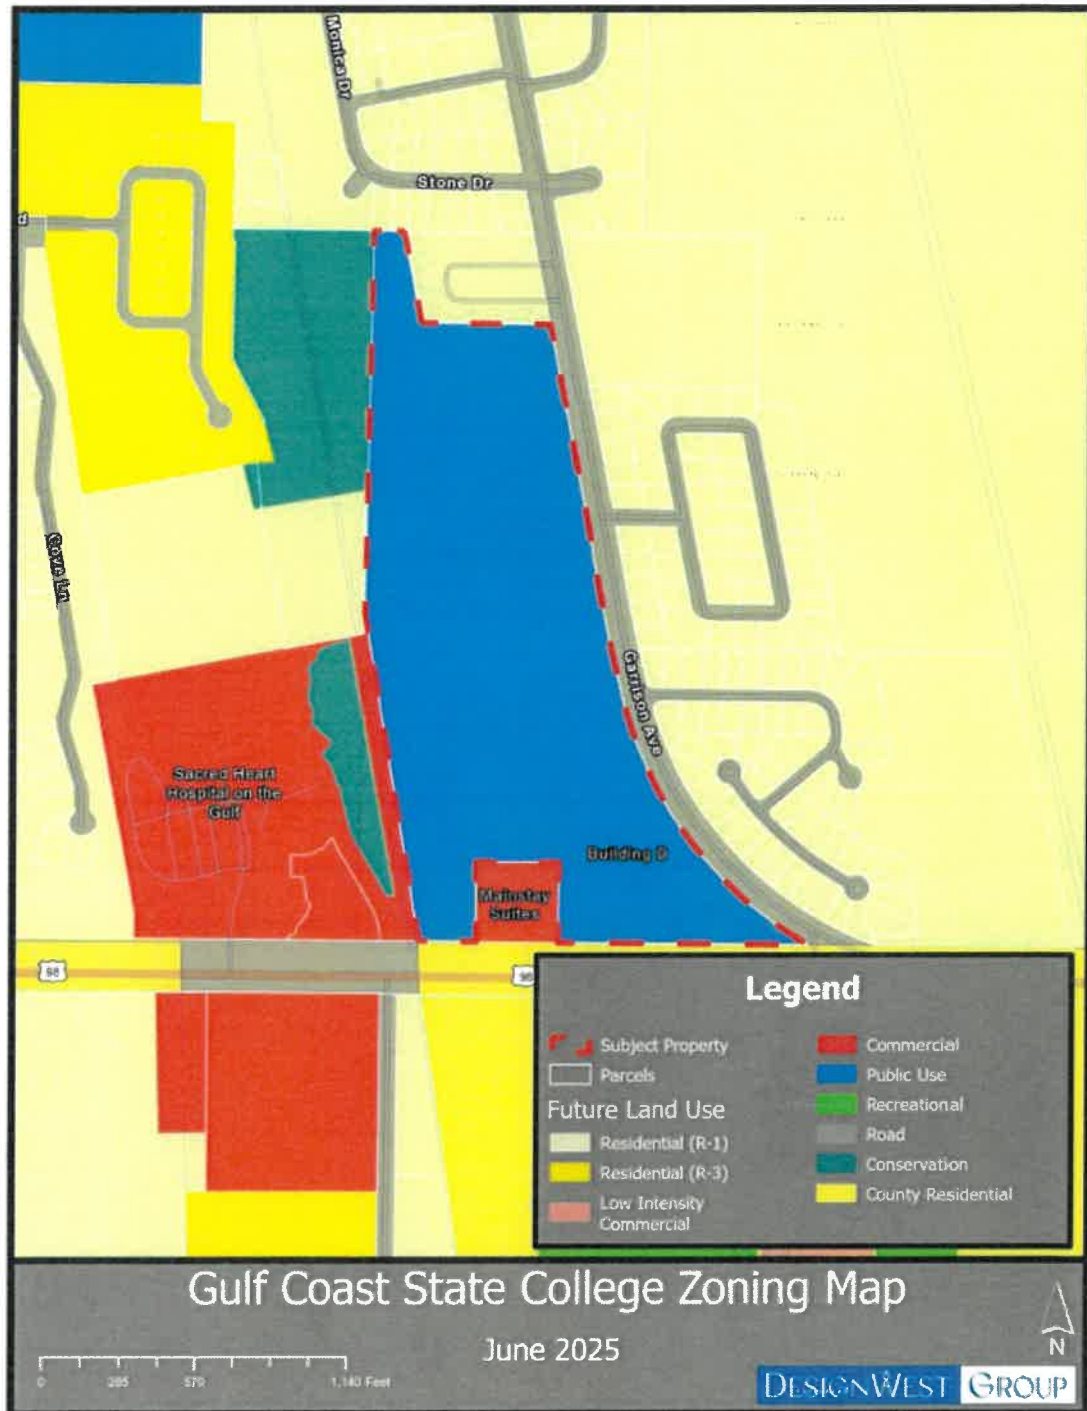 Monica Dr
Stone Dr
d
Cove Ln
Garrison Ave
Sacred Heart
Hospital on the
Gulf
Building D
Mainstay
Suites
98
98
Legend
Subject Property
Parcels
Future Land Use
Residential (R-1)
Residential (R-3)
Low Intensity
Commercial
Commercial
Public Use
Recreational
Road
Conservation
County Residential
Gulf Coast State College Zoning Map
June 2025
0 285 570 1,140 Feet
N
DESIGNWEST GROUP